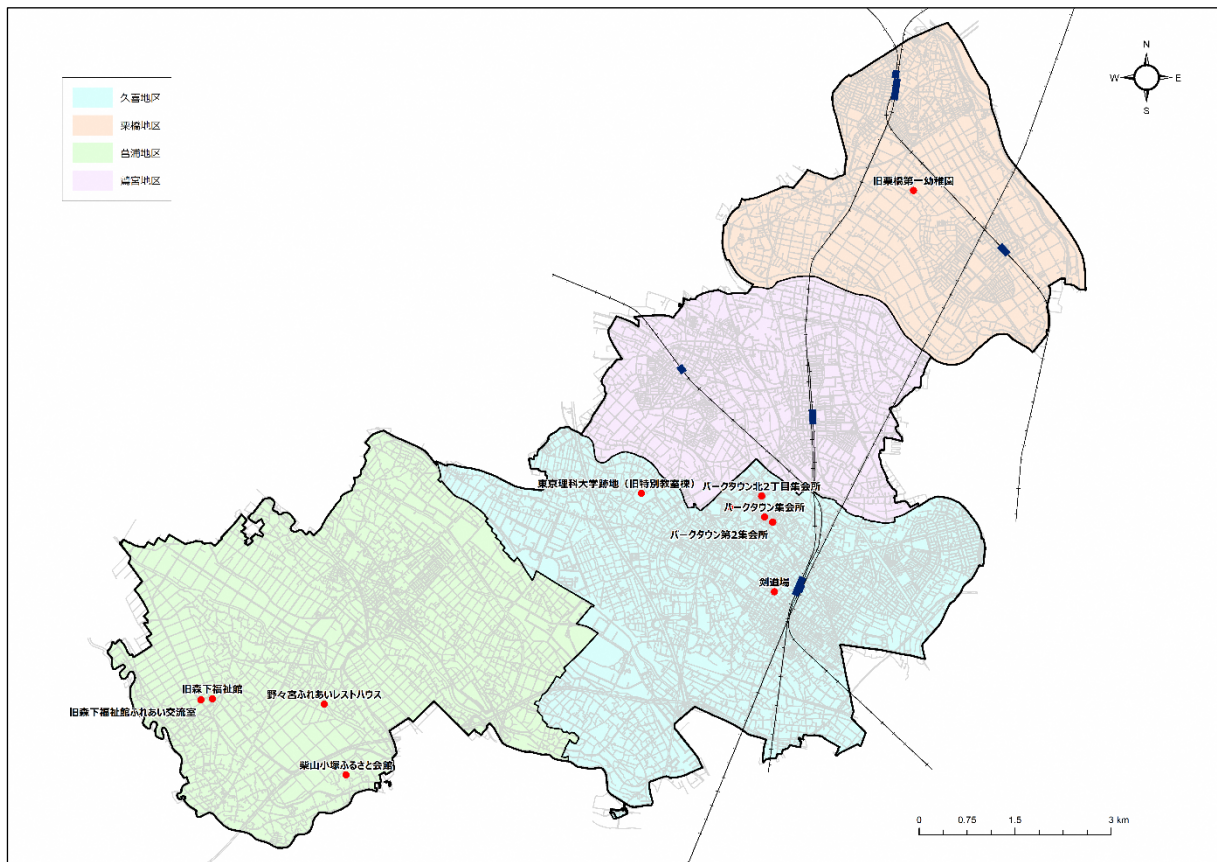 N
W
E
S
久喜地区
栗橋地区
菖蒲地区
鷲宮地区
旧栗橋第一幼稚園
東京理科大学跡地（旧特別教室棟）
パークタウン北2丁目集会所
パークタウン集会所
パークタウン第2集会所
剣道場
旧森下福祉館
野々宮ふれあいレストハウス
旧森下福祉館ふれあい交流室
柴山小塚ふるさと会館
0 0.75 1.5 3 km